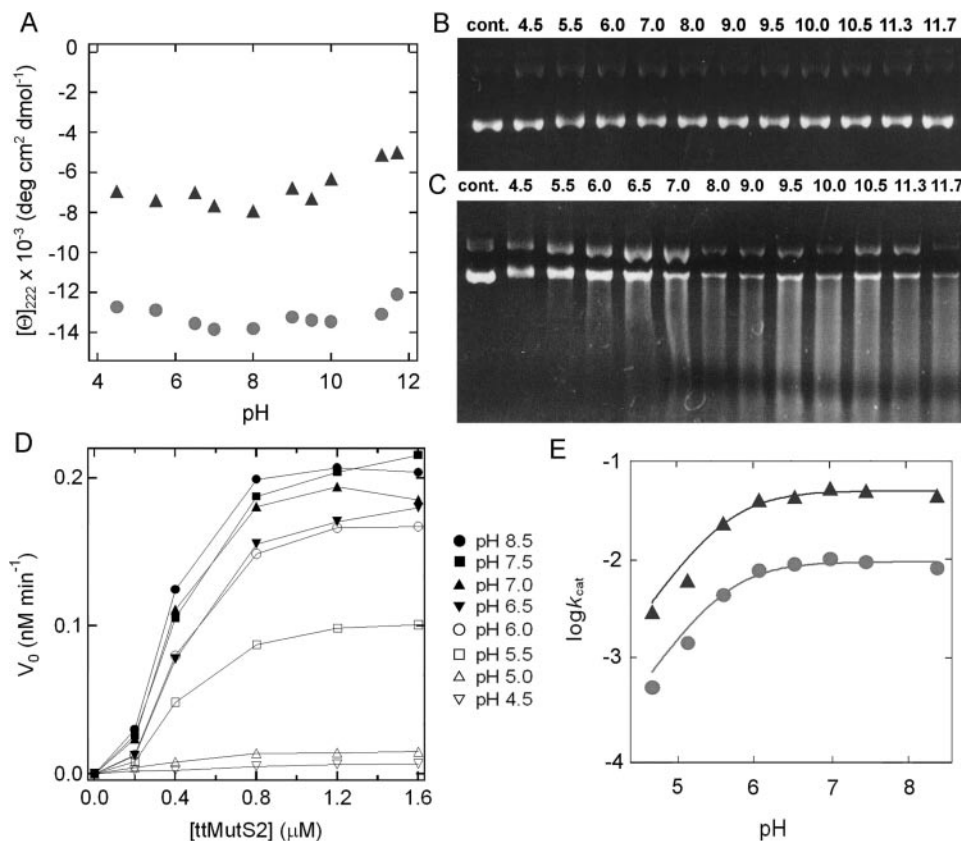 A
0
-2
-4
-6
-8
-10
-12
-14
[Θ]222 x 10-3 (deg cm2 dmol-1)
4 6 8 10 12
pH
B
cont. 4.5 5.5 6.0 7.0 8.0 9.0 9.5 10.0 10.5 11.3 11.7
C
cont. 4.5 5.5 6.0 6.5 7.0 8.0 9.0 9.5 10.0 10.5 11.3 11.7
D
0.2
0.1
0.0
V0 (nM min-1)
0.0 0.4 0.8 1.2 1.6
[ttMutS2] (μM)
pH 8.5
pH 7.5
pH 7.0
pH 6.5
pH 6.0
pH 5.5
pH 5.0
pH 4.5
E
-1
-2
-3
-4
logkcat
5 6 7 8
pH